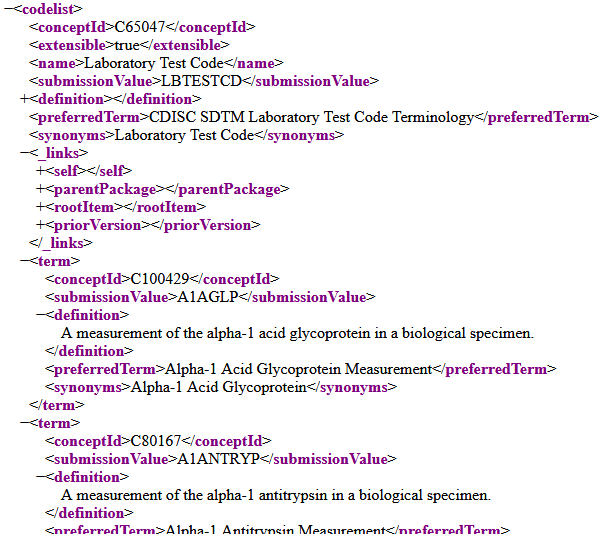 −<codelist>
<conceptId>C65047</conceptId>
<extensible>true</extensible>
<name>Laboratory Test Code</name>
<submissionValue>LBTESTCD</submissionValue>
+<definition></definition>
<preferredTerm>CDISC SDTM Laboratory Test Code Terminology</preferredTerm>
<synonyms>Laboratory Test Code</synonyms>
−<_links>
+<self></self>
+<parentPackage></parentPackage>
+<rootItem></rootItem>
+<priorVersion></priorVersion>
</_links>
−<term>
<conceptId>C100429</conceptId>
<submissionValue>A1AGLP</submissionValue>
−<definition>
A measurement of the alpha-1 acid glycoprotein in a biological specimen.
</definition>
<preferredTerm>Alpha-1 Acid Glycoprotein Measurement</preferredTerm>
<synonyms>Alpha-1 Acid Glycoprotein</synonyms>
</term>
−<term>
<conceptId>C80167</conceptId>
<submissionValue>A1ANTRYP</submissionValue>
−<definition>
A measurement of the alpha-1 antitrypsin in a biological specimen.
</definition>
<preferredTerm>Alpha-1 Antitrypsin Measurement</preferredTerm>